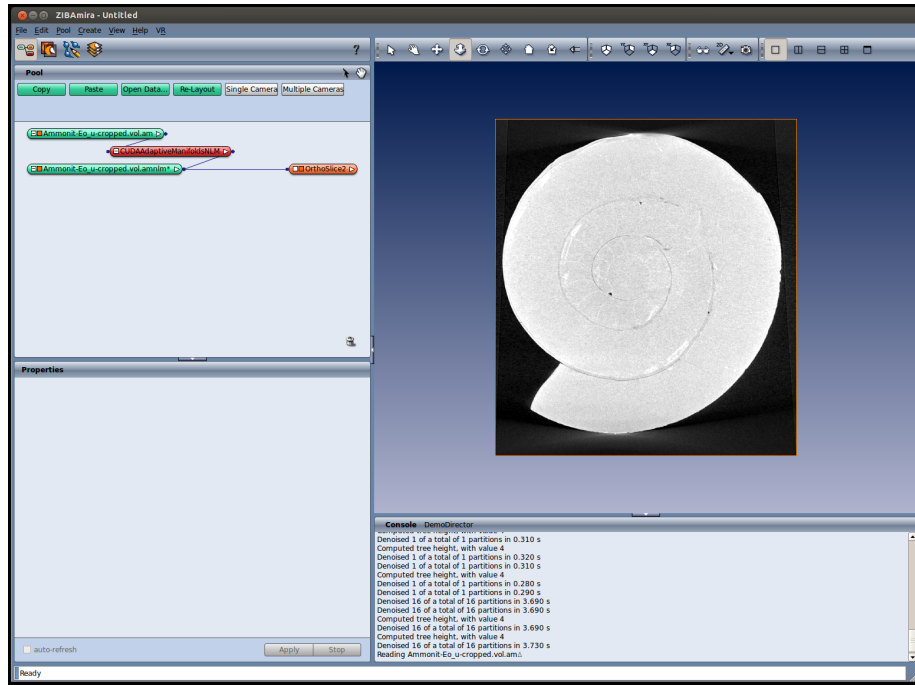 ZIBAmira - Untitled
File Edit Pool Create View Help VR
?
Pool
Copy Paste Open Data... Re-Layout Single Camera Multiple Cameras
Ammonit-Eo_u-cropped.vol.am
CUDAAdaptiveManifoldsNLM
Ammonit-Eo_u-cropped.vol.amnlm* OrthoSlice2
Properties
auto-refresh Apply Stop
Console DemoDirector
Computed tree height, with value 4
Denoised 1 of a total of 1 partitions in 0.310 s
Computed tree height, with value 4
Denoised 1 of a total of 1 partitions in 0.320 s
Denoised 1 of a total of 1 partitions in 0.310 s
Computed tree height, with value 4
Denoised 1 of a total of 1 partitions in 0.280 s
Denoised 1 of a total of 1 partitions in 0.290 s
Denoised 16 of a total of 16 partitions in 3.690 s
Denoised 16 of a total of 16 partitions in 3.690 s
Computed tree height, with value 4
Denoised 16 of a total of 16 partitions in 3.690 s
Computed tree height, with value 4
Denoised 16 of a total of 16 partitions in 3.730 s
Reading Ammonit-Eo_u-cropped.vol.am
Ready